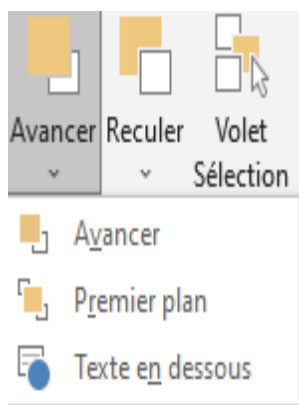 Avancer Reculer Volet
Sélection
Avancer
Premier plan
Texte en dessous